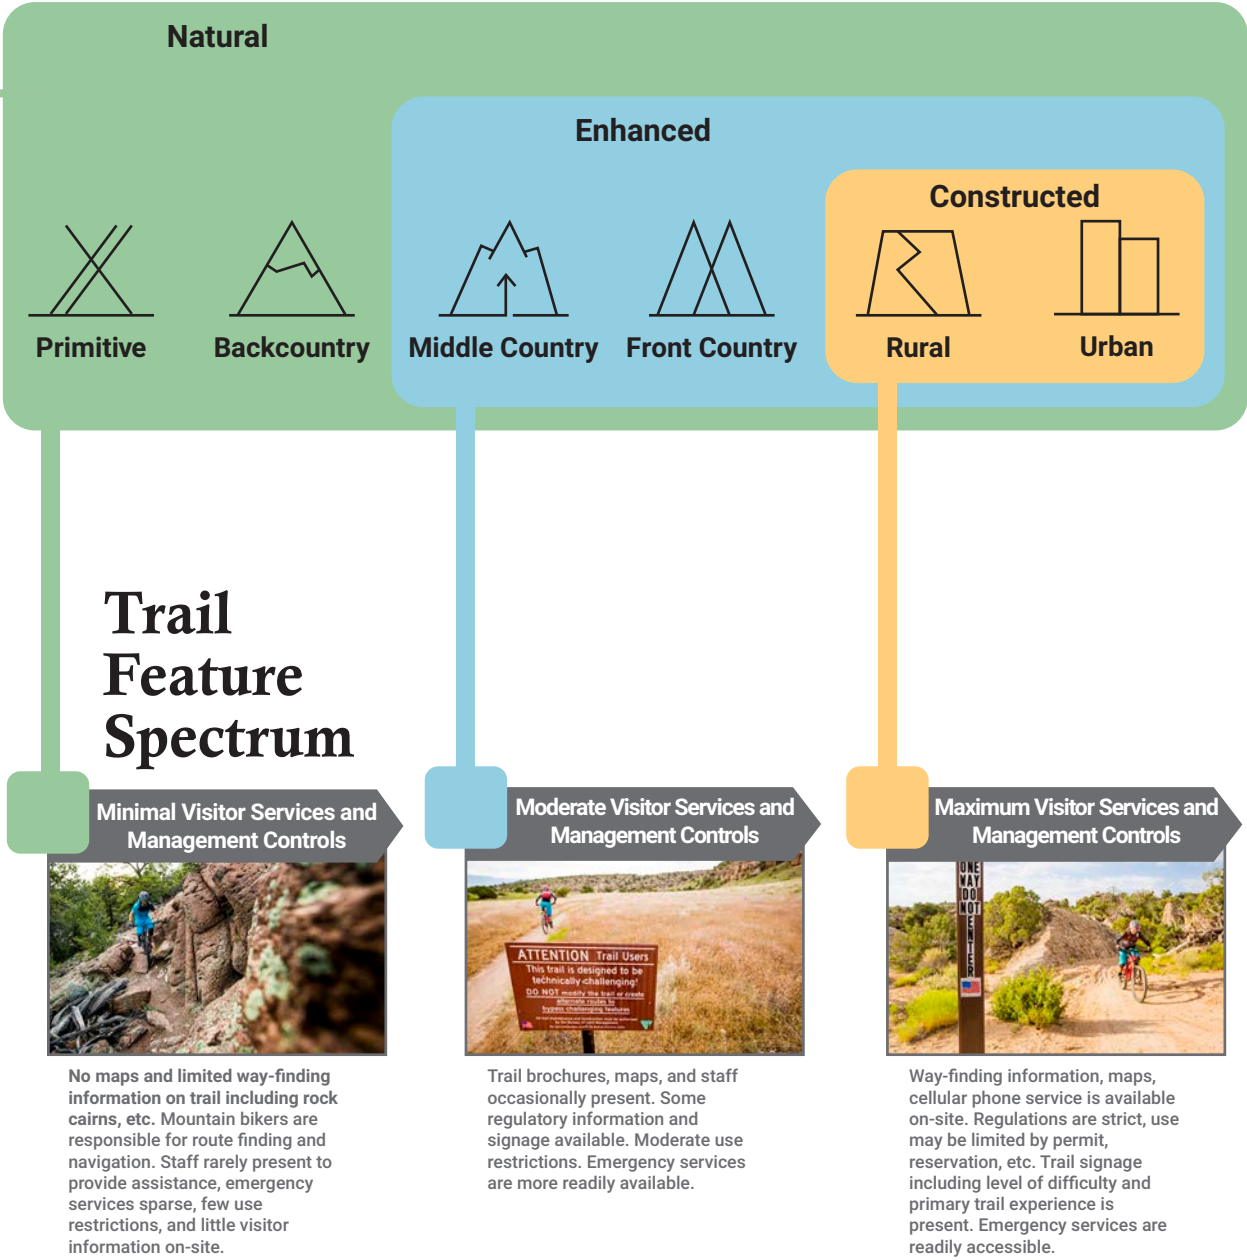 Natural
Enhanced
Constructed
Primitive
Backcountry
Middle Country
Front Country
Rural
Urban
Trail
Feature
Spectrum
Minimal Visitor Services and
Management Controls
No maps and limited way-finding
information on trail including rock
cairns, etc. Mountain bikers are
responsible for route finding and
navigation. Staff rarely present to
provide assistance, emergency
services sparse, few use
restrictions, and little visitor
information on-site.
Moderate Visitor Services and
Management Controls
ATTENTION Trail Users
This trail is designed to be
technically challenging!
DO NOT modify the trail or create
alternate routes to
bypass challenging features
Trail brochures, maps, and staff
occasionally present. Some
regulatory information and
signage available. Moderate use
restrictions. Emergency services
are more readily available.
Maximum Visitor Services and
Management Controls
ONE
WAY
DO
NOT
ENTER
Way-finding information, maps,
cellular phone service is available
on-site. Regulations are strict, use
may be limited by permit,
reservation, etc. Trail signage
including level of difficulty and
primary trail experience is
present. Emergency services are
readily accessible.